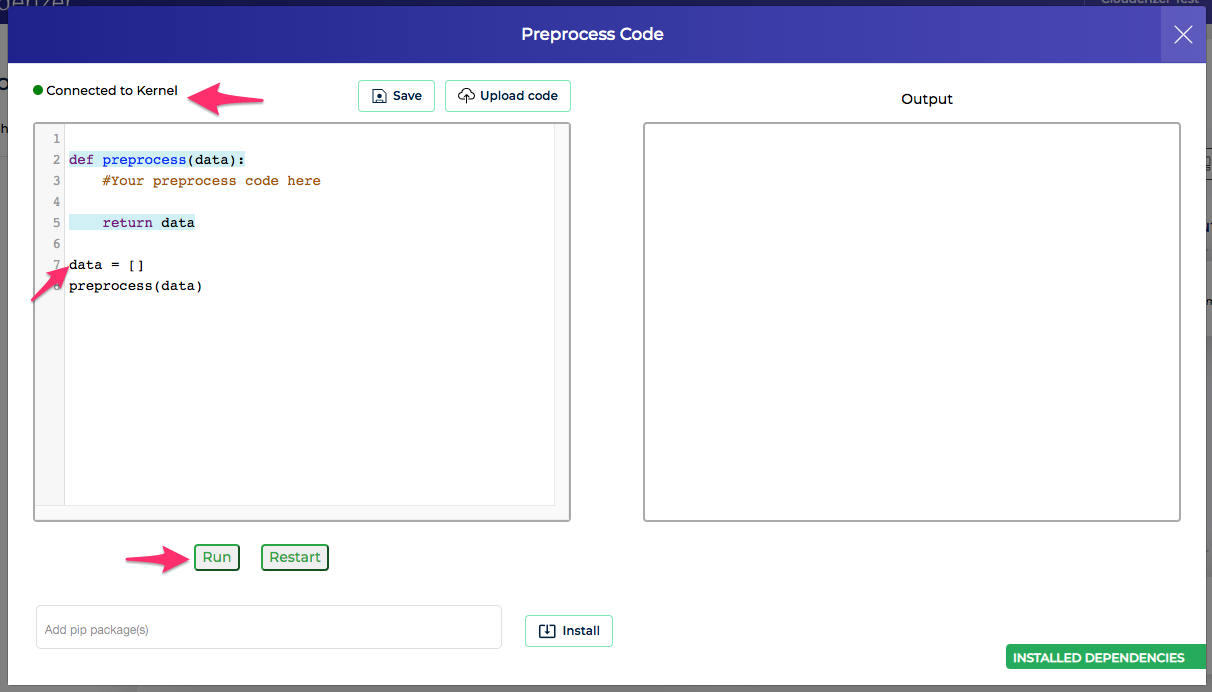 Preprocess Code
Connected to Kernel
Save
Upload code
Output
1
2 def preprocess(data):
3 #Your preprocess code here
4
5 return data
6
7 data = []
8 preprocess(data)
Run
Restart
Add pip package(s)
Install
INSTALLED DEPENDENCIES